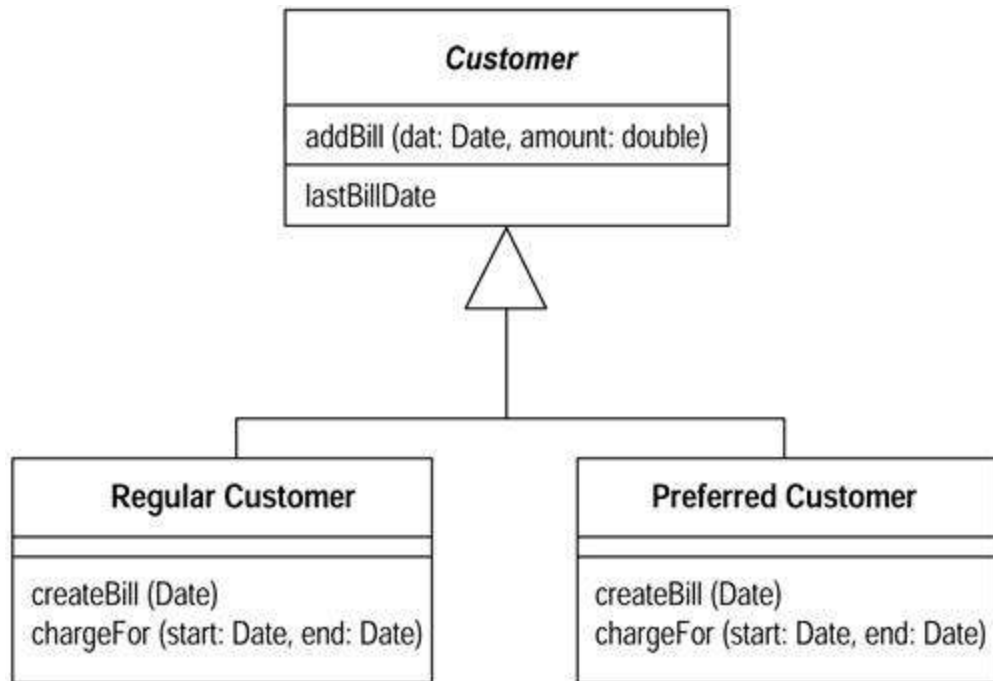 Customer
addBill (dat: Date, amount: double)
lastBillDate
Regular Customer
createBill (Date)
chargeFor (start: Date, end: Date)
Preferred Customer
createBill (Date)
chargeFor (start: Date, end: Date)